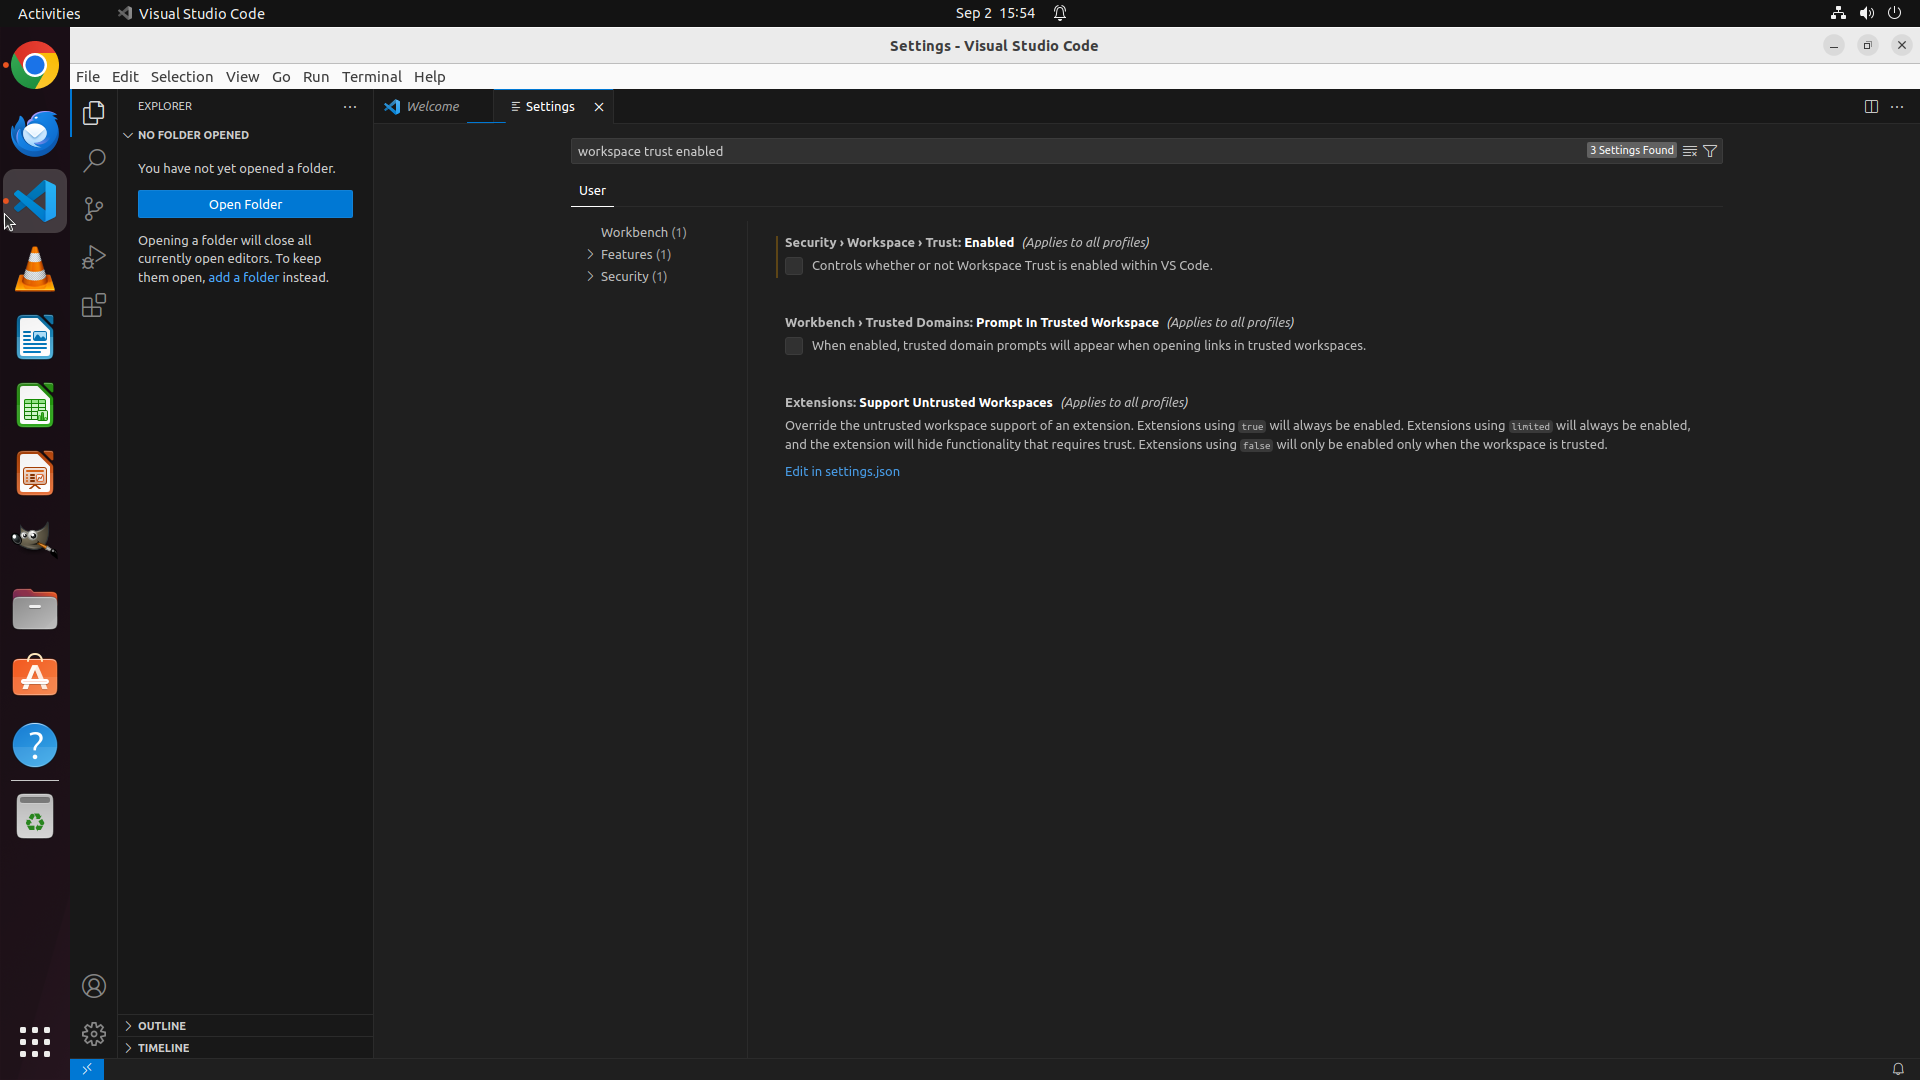 Activities
Visual Studio Code
Sep 2 15:54
Settings - Visual Studio Code
File Edit Selection View Go Run Terminal Help
EXPLORER
NO FOLDER OPENED
You have not yet opened a folder.
Open Folder
Opening a folder will close all
currently open editors. To keep
them open, add a folder instead.
OUTLINE
TIMELINE
Welcome
Settings
workspace trust enabled
3 Settings Found
User
Workbench (1)
Features (1)
Security (1)
Security › Workspace › Trust: Enabled (Applies to all profiles)
Controls whether or not Workspace Trust is enabled within VS Code.
Workbench › Trusted Domains: Prompt In Trusted Workspace (Applies to all profiles)
When enabled, trusted domain prompts will appear when opening links in trusted workspaces.
Extensions: Support Untrusted Workspaces (Applies to all profiles)
Override the untrusted workspace support of an extension. Extensions using true will always be enabled. Extensions using limited will always be enabled,
and the extension will hide functionality that requires trust. Extensions using false will only be enabled only when the workspace is trusted.
Edit in settings.json